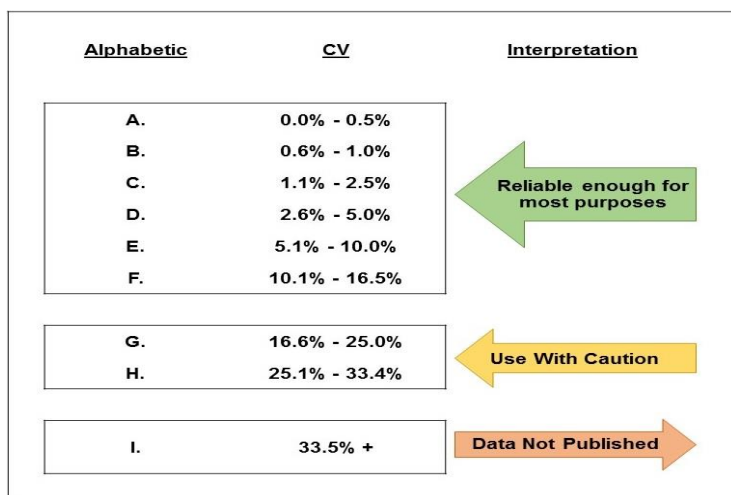 Alphabetic CV Interpretation
A. 0.0% - 0.5%
B. 0.6% - 1.0%
C. 1.1% - 2.5%
D. 2.6% - 5.0%
E. 5.1% - 10.0%
F. 10.1% - 16.5%
Reliable enough for
most purposes
G. 16.6% - 25.0%
H. 25.1% - 33.4%
Use With Caution
I. 33.5% +
Data Not Published